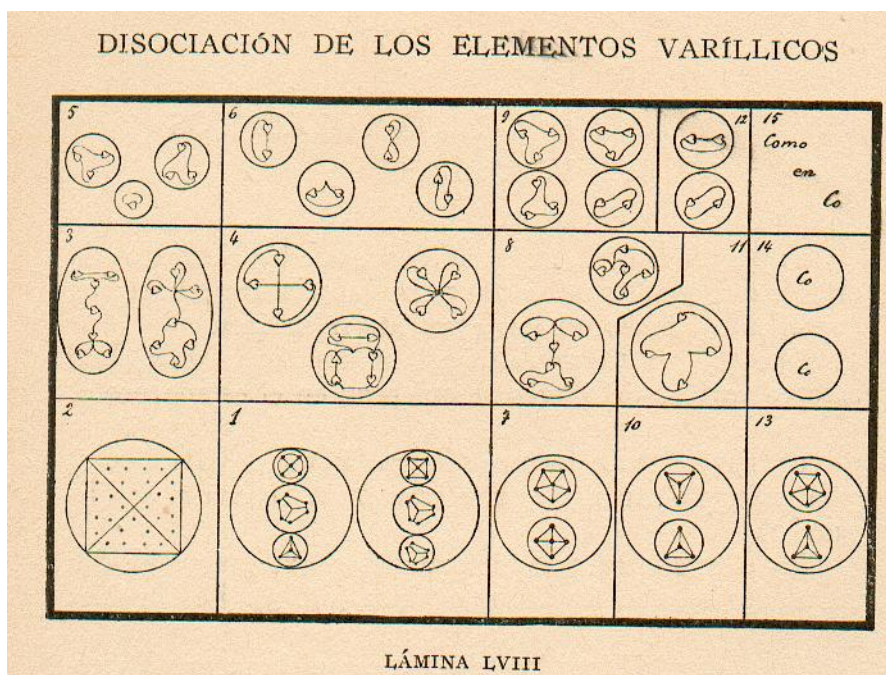 DISOCIACIÓN DE LOS ELEMENTOS VARÍLLICOS
5
6
9
12
15
Como
en
Co
3
4
8
11
14
Co
Co
2
1
7
10
13
LÁMINA LVIII